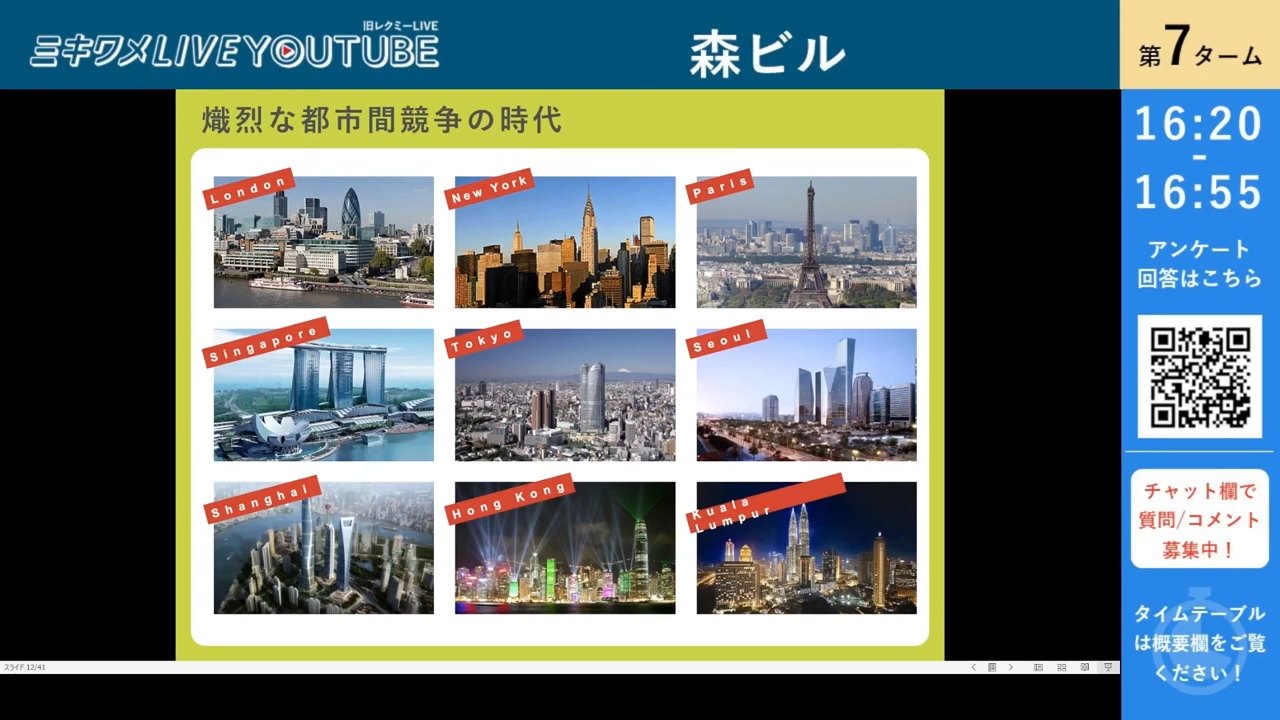 旧レクミーLIVE
ミキワメLIVE YOUTUBE
森ビル
第7ターム
熾烈な都市間競争の時代
London
New York
Paris
Singapore
Tokyo
Seoul
Shanghai
Hong Kong
Kuala
Lumpur
16:20
-
16:55
アンケート
回答はこちら
チャット欄で
質問/コメント
募集中！
タイムテーブル
は概要欄をご覧
ください！
スライド 12/41